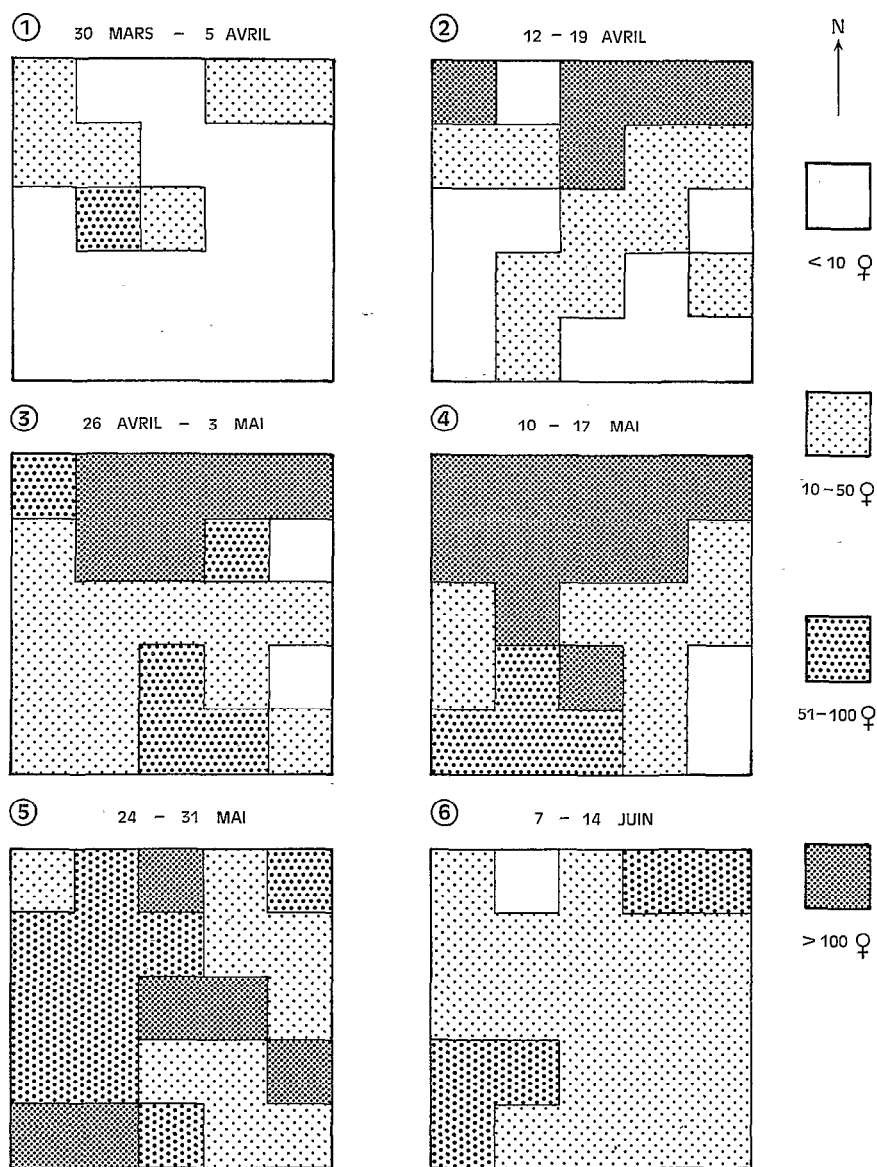 ① 30 MARS – 5 AVRIL
② 12 – 19 AVRIL
N
< 10 ♀
③ 26 AVRIL – 3 MAI
④ 10 – 17 MAI
10 – 50 ♀
51 – 100 ♀
⑤ 24 – 31 MAI
⑥ 7 – 14 JUIN
> 100 ♀